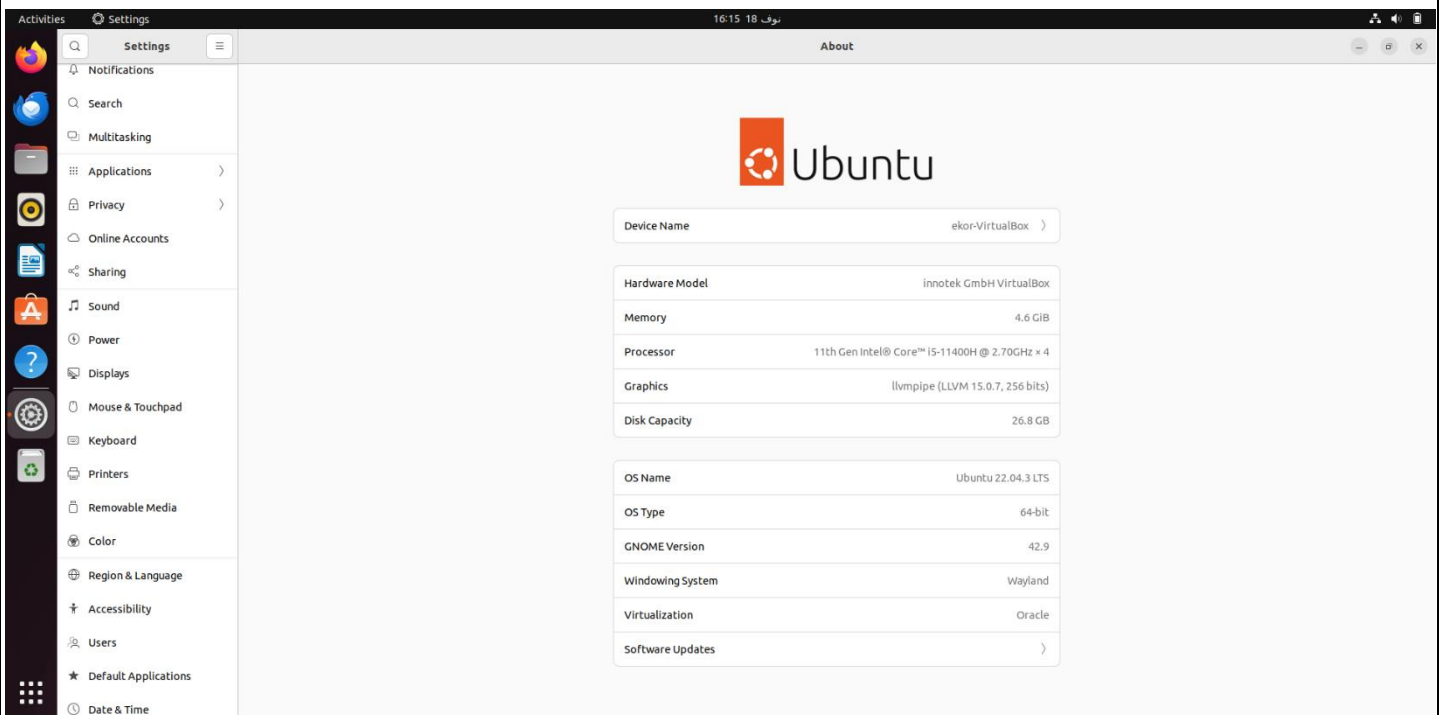 Activities Settings 16:15 18 نوف
Settings About
Notifications
Search
Multitasking
Applications
Privacy
Online Accounts
Sharing
Sound
Power
Displays
Mouse & Touchpad
Keyboard
Printers
Removable Media
Color
Region & Language
Accessibility
Users
Default Applications
Date & Time
Ubuntu
Device Name ekor-VirtualBox
Hardware Model innotek GmbH VirtualBox
Memory 4.6 GiB
Processor 11th Gen Intel® Core™ i5-11400H @ 2.70GHz × 4
Graphics llvmpipe (LLVM 15.0.7, 256 bits)
Disk Capacity 26.8 GB
OS Name Ubuntu 22.04.3 LTS
OS Type 64-bit
GNOME Version 42.9
Windowing System Wayland
Virtualization Oracle
Software Updates